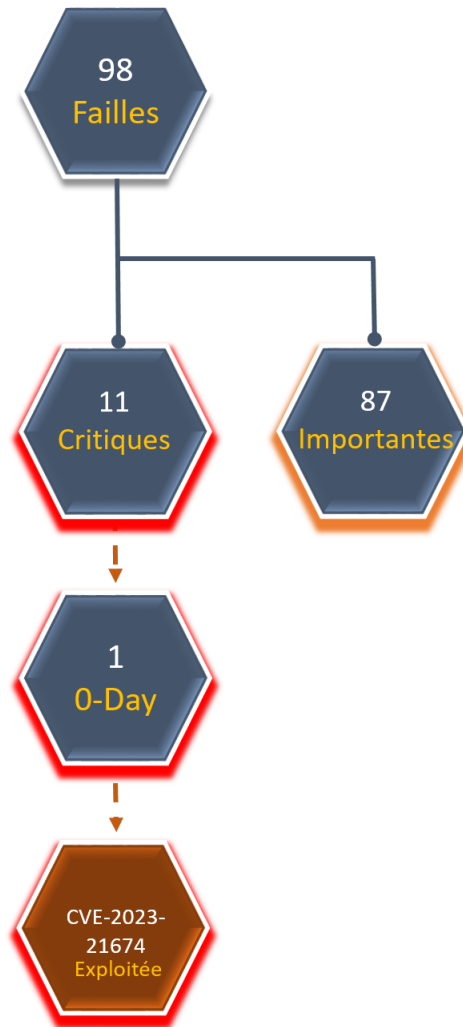 98
Failles
11
Critiques
87
Importantes
1
0-Day
CVE-2023-
21674
Exploitée